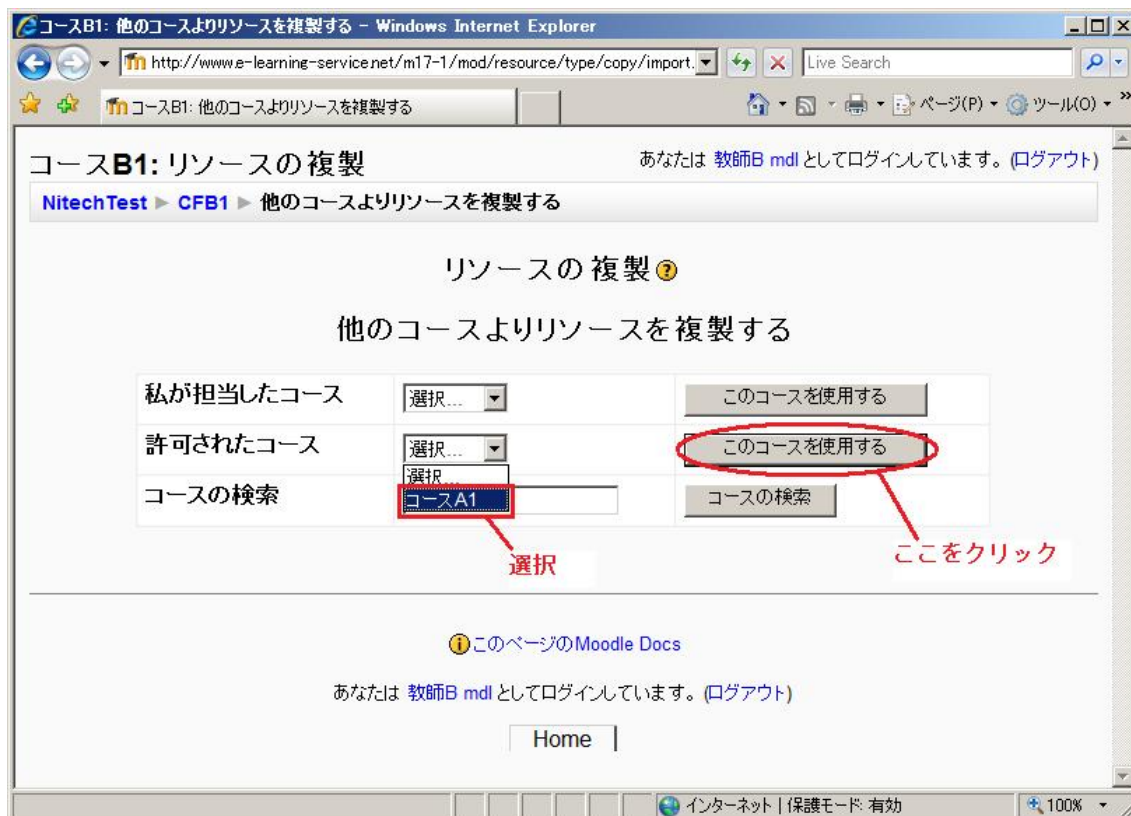 コースB1: 他のコースよりリソースを複製する - Windows Internet Explorer
http://www.e-learning-service.net/m17-1/mod/resource/type/copy/import.
Live Search
コースB1: 他のコースよりリソースを複製する
ページ(P)
ツール(O)
コースB1: リソースの複製
あなたは 教師B mdl としてログインしています。(ログアウト)
NitechTest ► CFB1 ► 他のコースよりリソースを複製する
リソースの複製
他のコースよりリソースを複製する
私が担当したコース 選択... このコースを使用する
許可されたコース 選択... このコースを使用する
選択...
コースの検索 コースA1 コースの検索
選択
ここをクリック
このページのMoodle Docs
あなたは 教師B mdl としてログインしています。(ログアウト)
Home
インターネット | 保護モード: 有効
100%